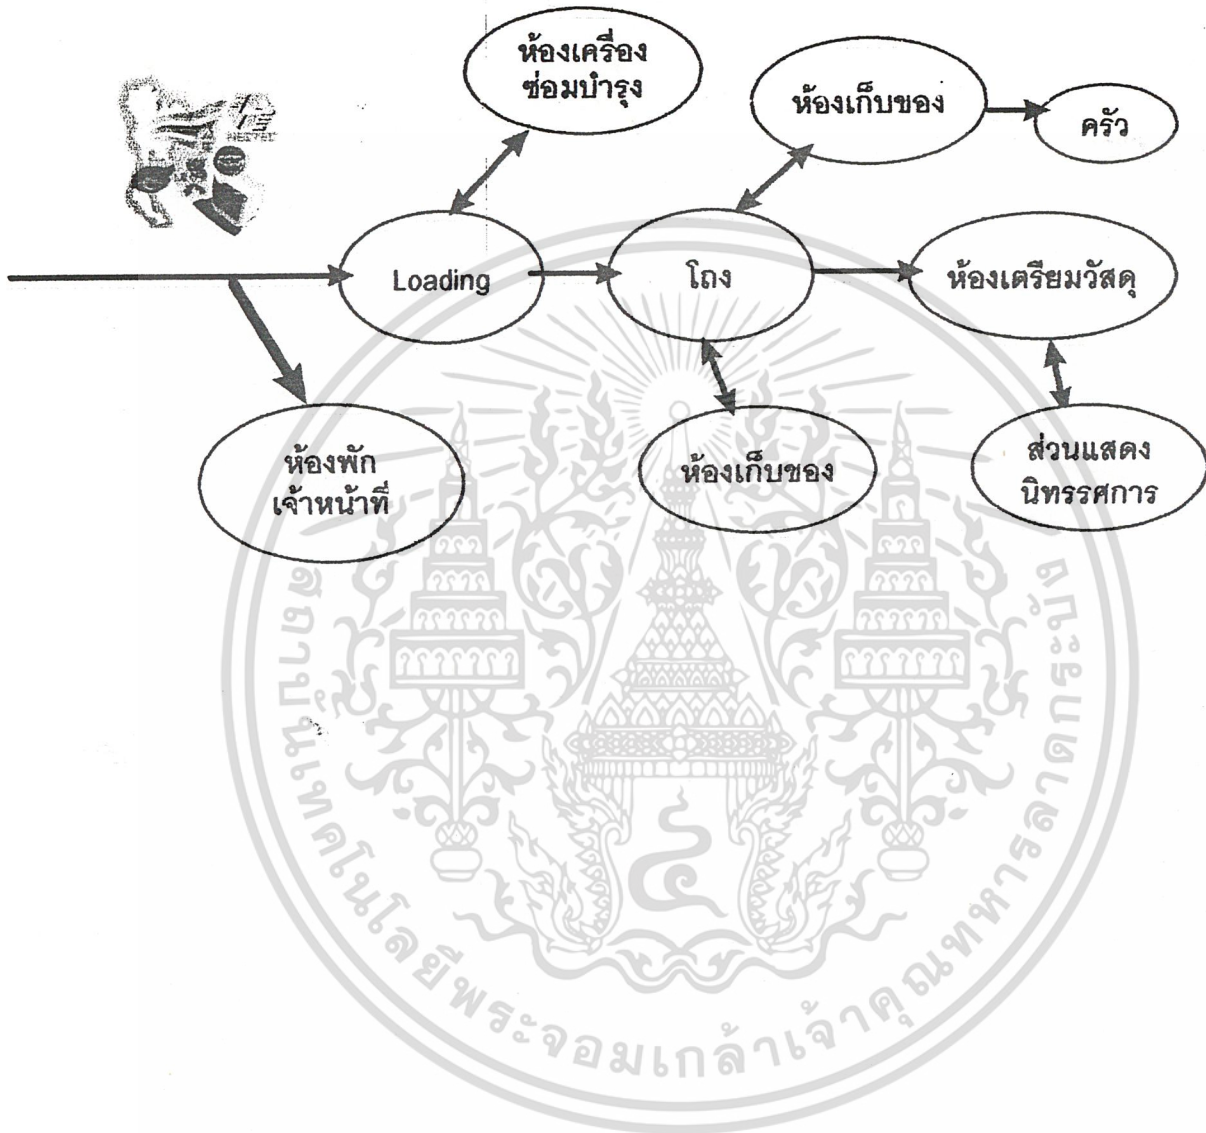 ห้องเครื่อง
ซ่อมบำรุง
ห้องเก็บของ
ครัว
NECTEC
Loading
โถง
ห้องเตรียมวัสดุ
ห้องพัก
เจ้าหน้าที่
ห้องเก็บของ
ส่วนแสดง
นิทรรศการ
สถาบันเทคโนโลยีพระจอมเกล้าเจ้าคุณทหารลาดกระบัง